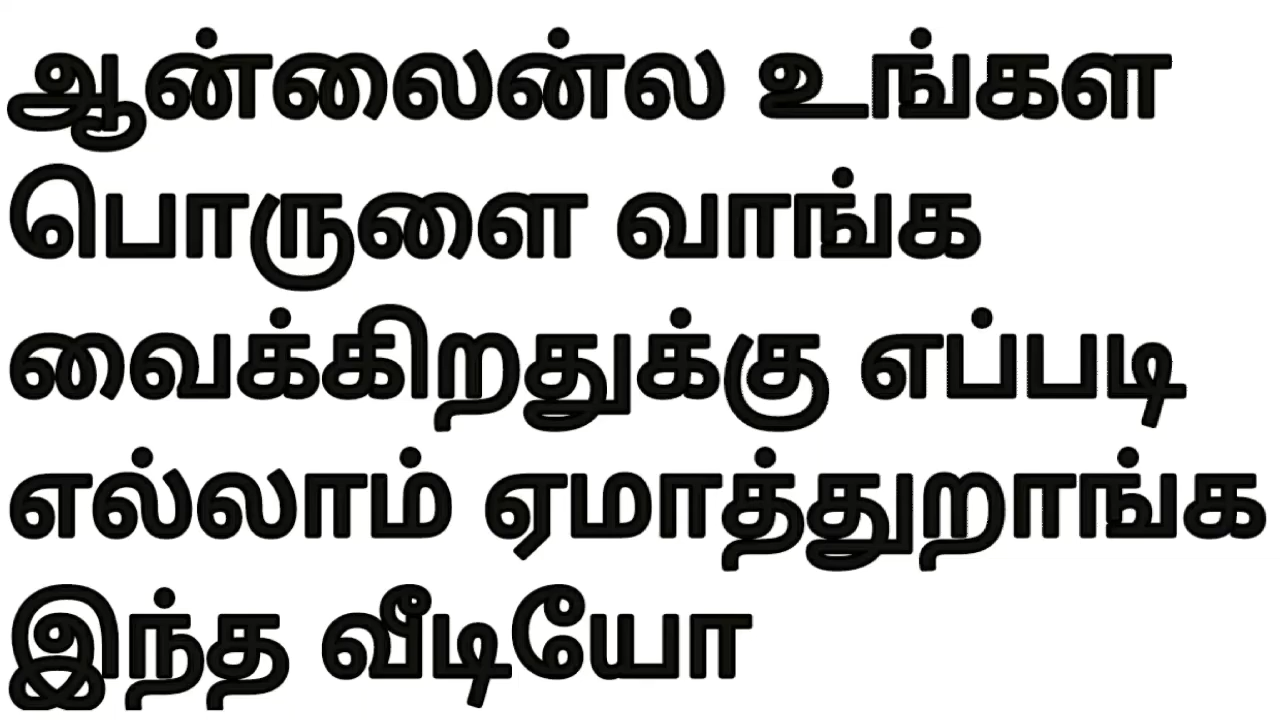 ஆன்லைன்ல உங்கள
பொருளை வாங்க
வைக்கிறதுக்கு எப்படி
எல்லாம் ஏமாத்துறாங்க
இந்த வீடியோ